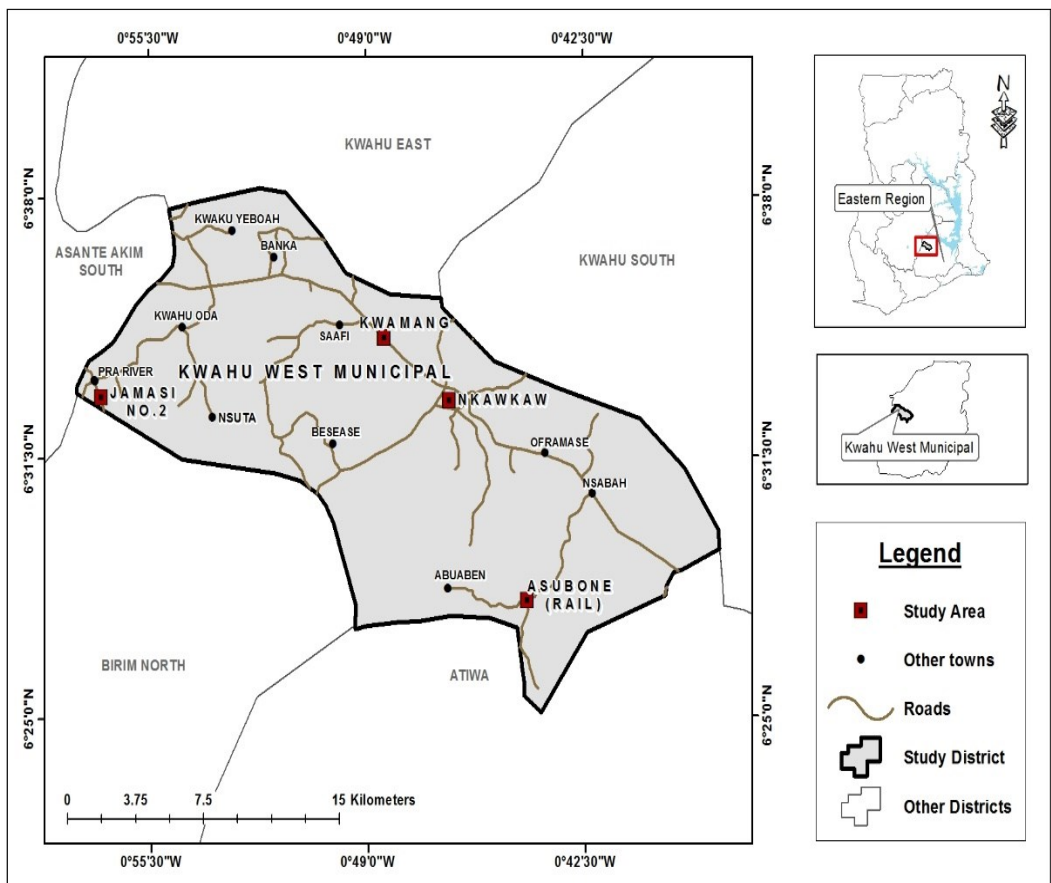 0°55'30"W
0°49'0"W
0°42'30"W
KWAHU EAST
6°38'0"N
6°38'0"N
KWAKU YEBOAH
BANKA
ASANTE AKIM
SOUTH
KWAHU SOUTH
KWAHU ODA
SAAFI
KWAMANG
PRA RIVER
KWAHU WEST MUNICIPAL
JAMASI
NO.2
NKAWKAW
NSUTA
BESEASE
OFRAMASE
6°31'30"N
6°31'30"N
NSABAH
ABUABEN
ASUBONE
(RAIL)
BIRIM NORTH
ATIWA
6°25'0"N
6°25'0"N
0
3.75
7.5
15 Kilometers
0°55'30"W
0°49'0"W
0°42'30"W
N
Eastern Region
Kwahu West Municipal
Legend
Study Area
Other towns
Roads
Study District
Other Districts